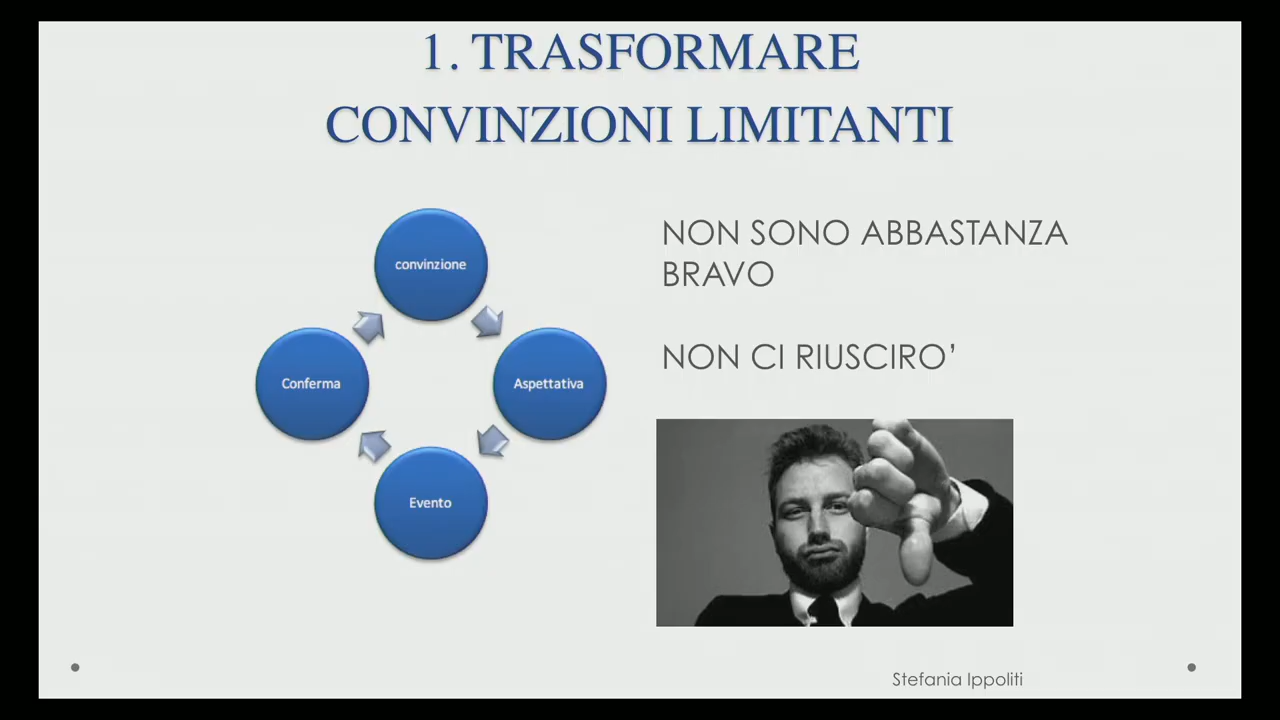 1. TRASFORMARE
CONVINZIONI LIMITANTI
convinzione
Conferma
Aspettativa
Evento
NON SONO ABBASTANZA
BRAVO
NON CI RIUSCIRO’
Stefania Ippoliti